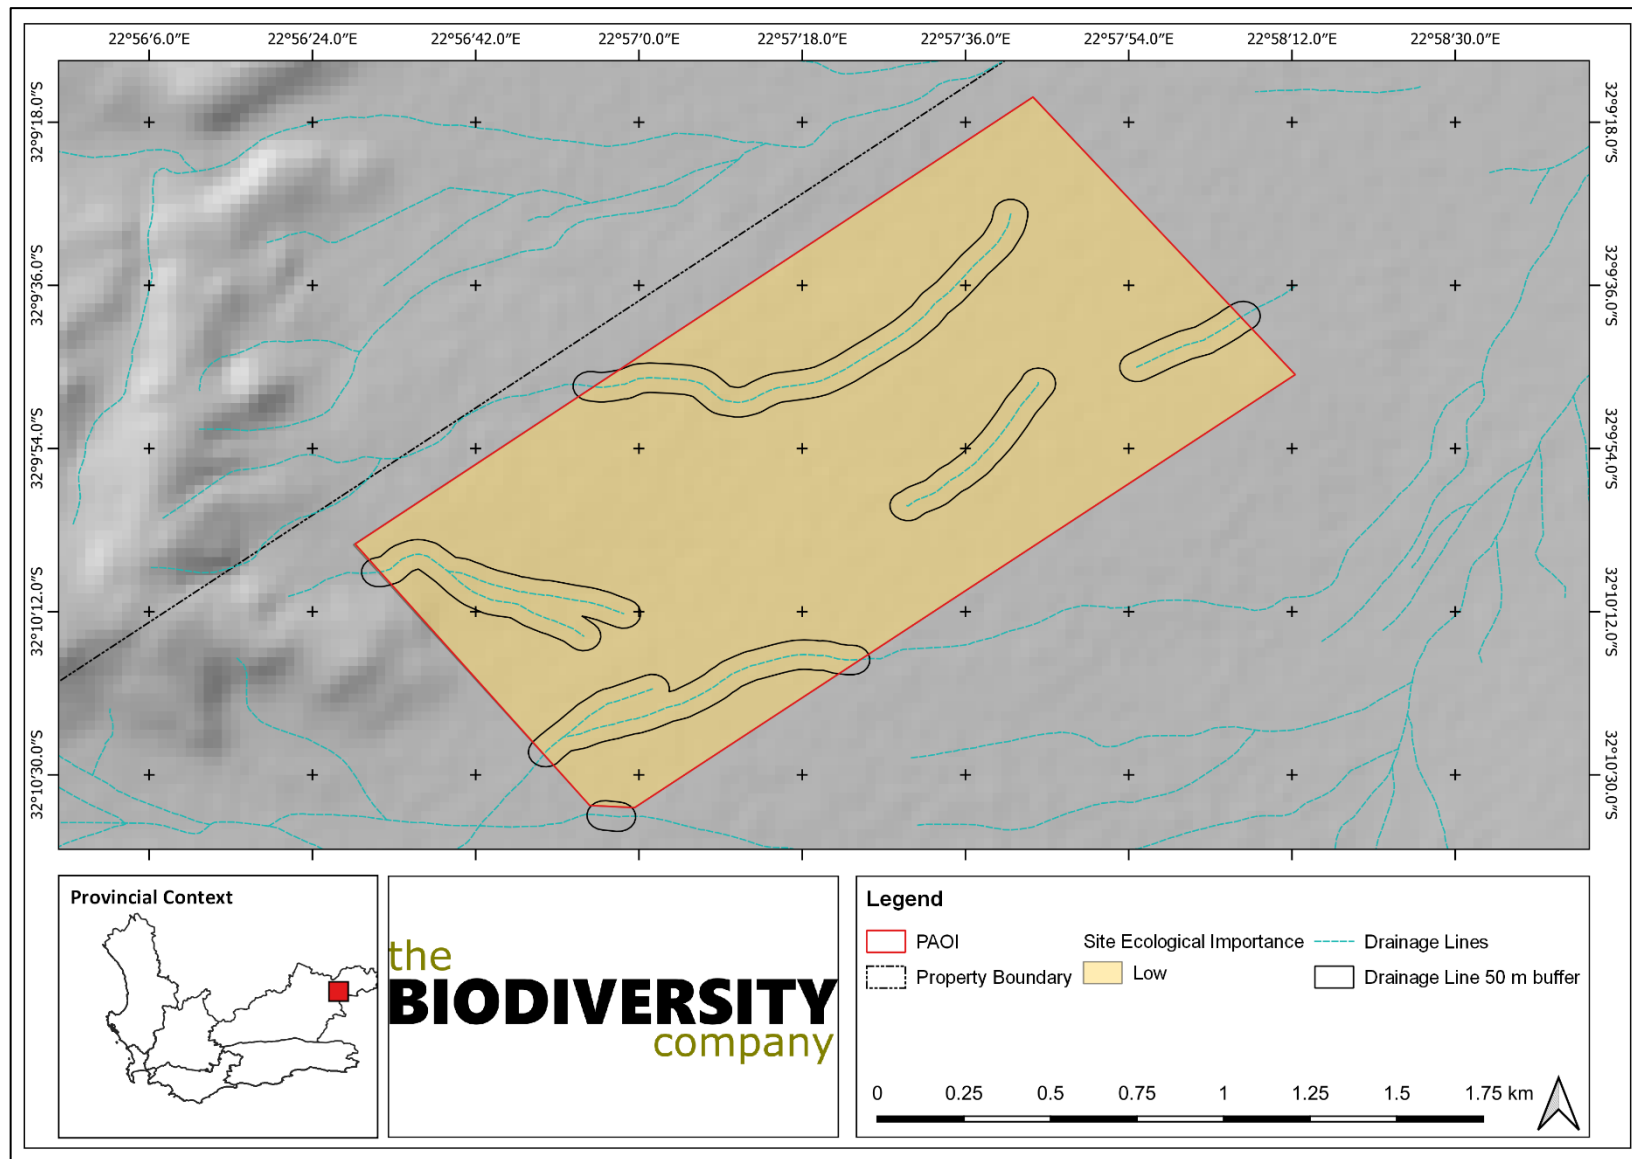 22°56'6.0"E 22°56'24.0"E 22°56'42.0"E 22°57'0.0"E 22°57'18.0"E 22°57'36.0"E 22°57'54.0"E 22°58'12.0"E 22°58'30.0"E
32°9'18.0"S 32°9'18.0"S
32°9'36.0"S 32°9'36.0"S
32°9'54.0"S 32°9'54.0"S
32°10'12.0"S 32°10'12.0"S
32°10'30.0"S 32°10'30.0"S
Provincial Context
the
BIODIVERSITY
company
Legend
PAOI
Property Boundary
Site Ecological Importance
Low
Drainage Lines
Drainage Line 50 m buffer
0 0.25 0.5 0.75 1 1.25 1.5 1.75 km